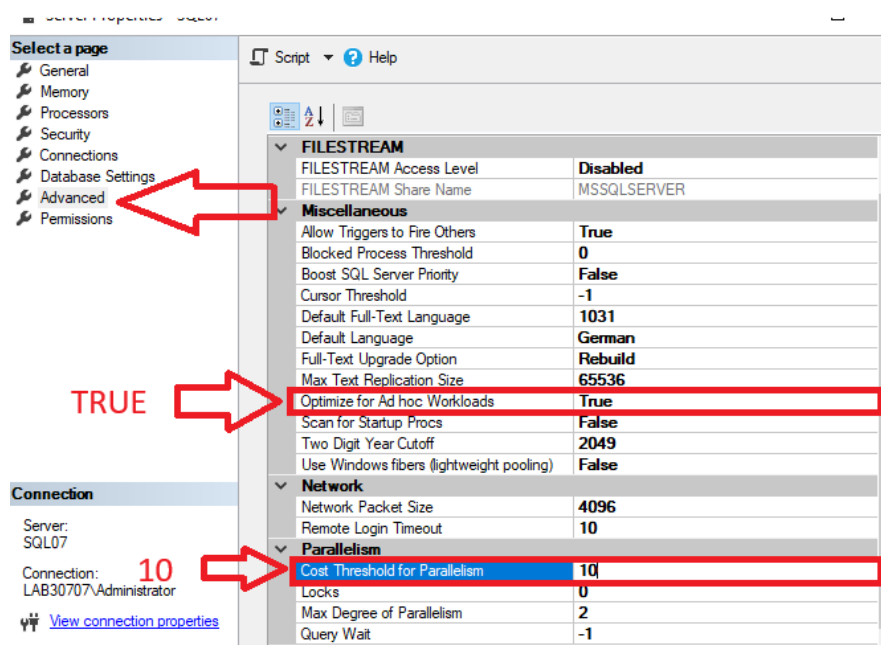 Select a page
General
Memory
Processors
Security
Connections
Database Settings
Advanced
Permissions
Script Help
FILESTREAM
FILESTREAM Access Level Disabled
FILESTREAM Share Name MSSQLSERVER
Miscellaneous
Allow Triggers to Fire Others True
Blocked Process Threshold 0
Boost SQL Server Priority False
Cursor Threshold -1
Default Full-Text Language 1031
Default Language German
Full-Text Upgrade Option Rebuild
Max Text Replication Size 65536
TRUE
Optimize for Ad hoc Workloads True
Scan for Startup Procs False
Two Digit Year Cutoff 2049
Use Windows fibers (lightweight pooling) False
Network
Network Packet Size 4096
Remote Login Timeout 10
Parallelism
Cost Threshold for Parallelism 10
Locks 0
Max Degree of Parallelism 2
Query Wait -1
Connection
Server:
SQL07
Connection: 10
LAB30707\Administrator
View connection properties